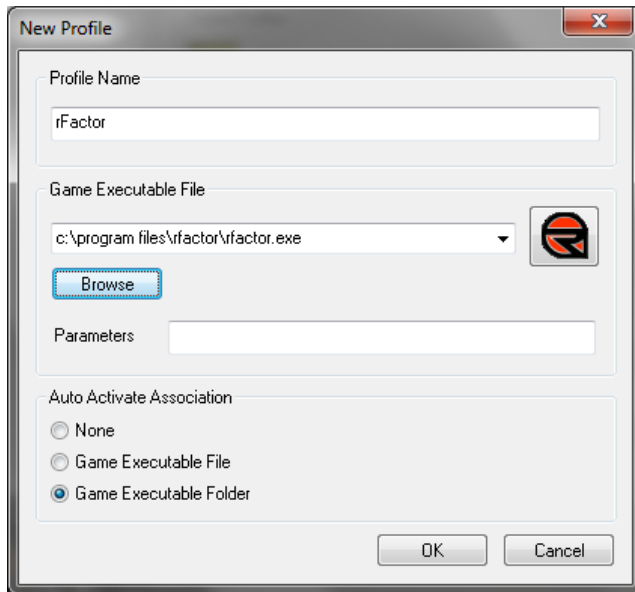 New Profile
Profile Name
rFactor
Game Executable File
c:\program files\rfactor\rfactor.exe
Browse
Parameters
Auto Activate Association
None
Game Executable File
Game Executable Folder
OK Cancel